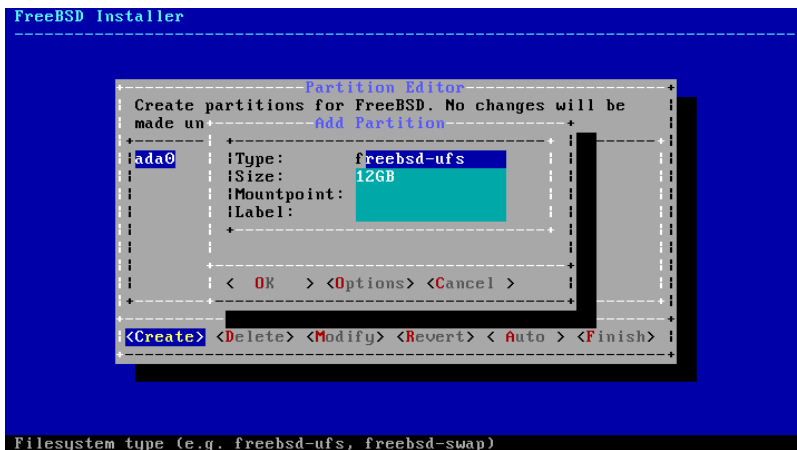 FreeBSD Installer
Partition Editor
Create partitions for FreeBSD. No changes will be
made un
Add Partition
ada0
Type: freebsd-ufs
Size: 12GB
Mountpoint:
Label:
< OK > <Options> <Cancel >
<Create> <Delete> <Modify> <Revert> < Auto > <Finish>
Filesystem type (e.g. freebsd-ufs, freebsd-swap)